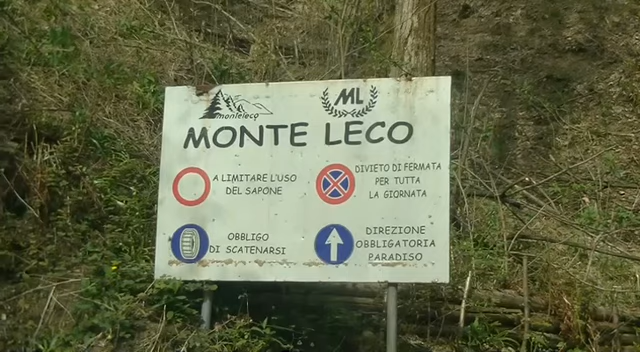 monteleco
ML
MONTE LECO
A LIMITARE L'USO
DEL SAPONE
DIVIETO DI FERMATA
PER TUTTA
LA GIORNATA
OBBLIGO
DI SCATENARSI
DIREZIONE
OBBLIGATORIA
PARADISO